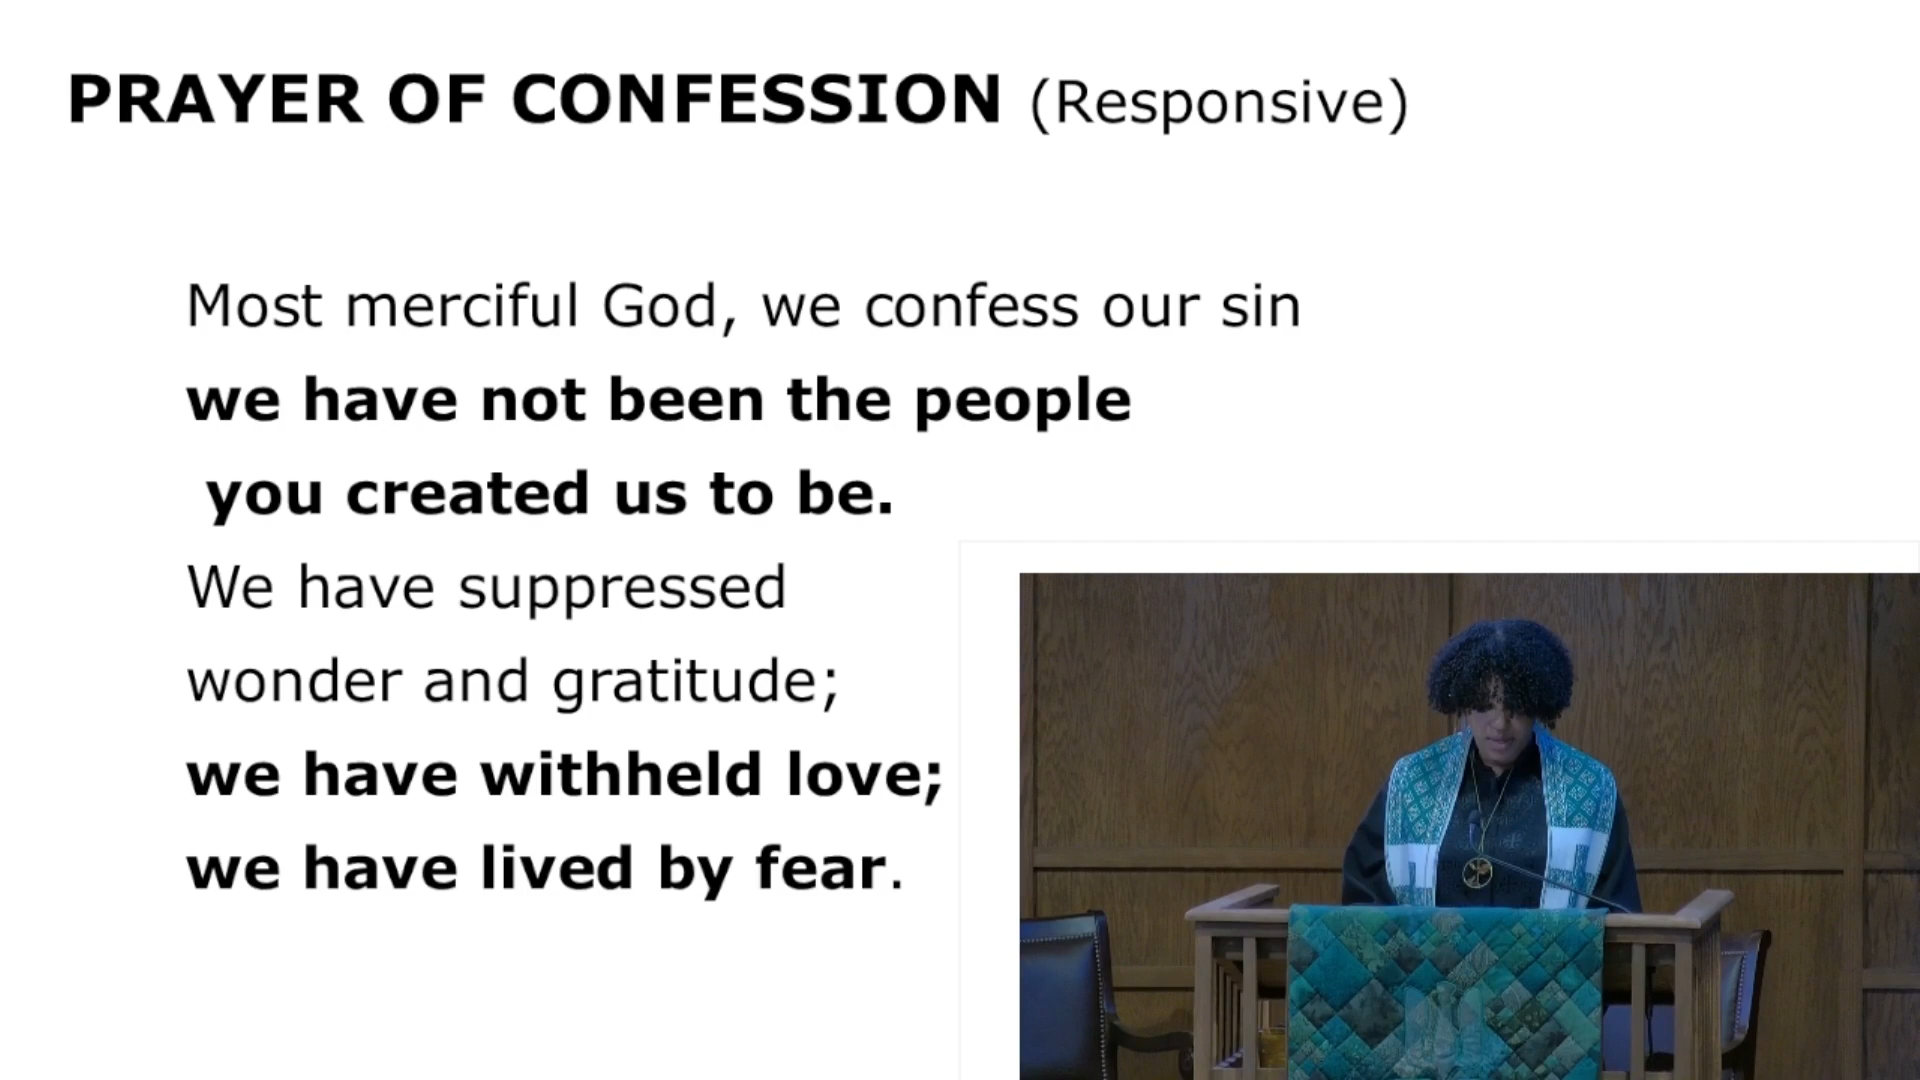 PRAYER OF CONFESSION (Responsive)
Most merciful God, we confess our sin
we have not been the people
you created us to be.
We have suppressed
wonder and gratitude;
we have withheld love;
we have lived by fear.